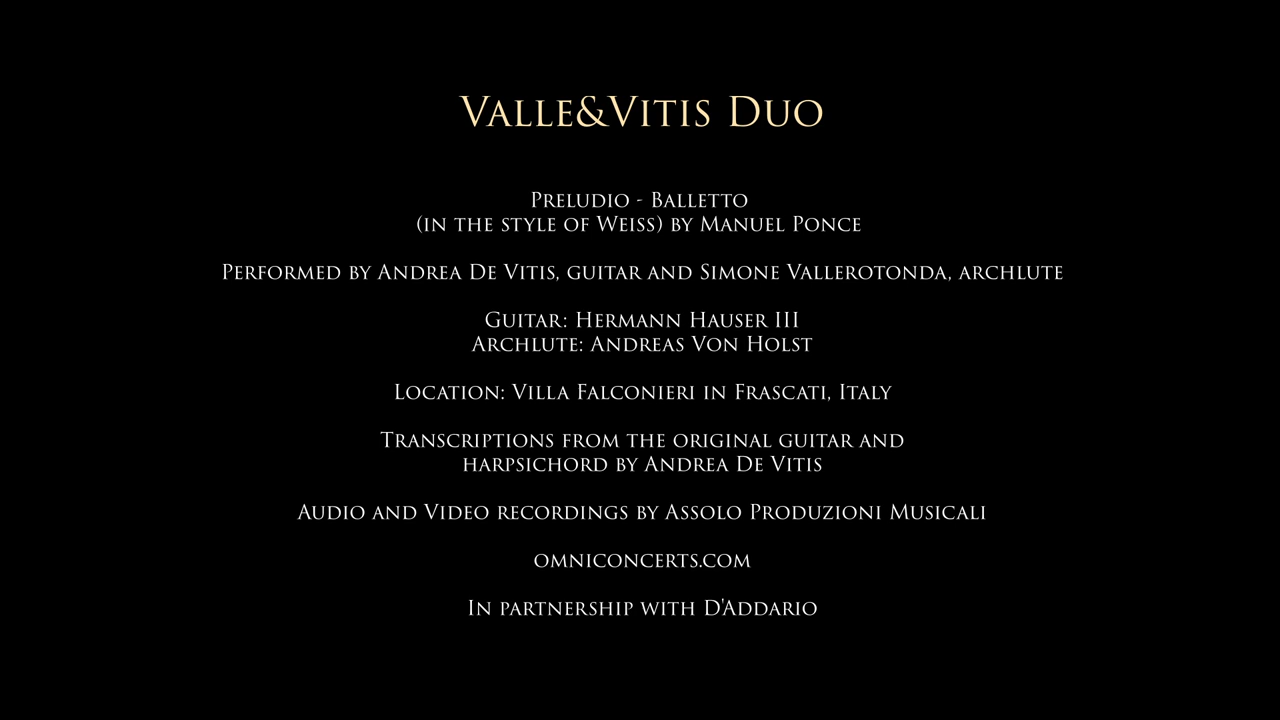 Valle&Vitis Duo
Preludio - Balletto
(in the style of Weiss) by Manuel Ponce
Performed by Andrea De Vitis, guitar and Simone Vallerotonda, archlute
Guitar: Hermann Hauser III
Archlute: Andreas Von Holst
Location: Villa Falconieri in Frascati, Italy
Transcriptions from the original guitar and
harpsichord by Andrea De Vitis
Audio and Video recordings by Assolo Produzioni Musicali
omniconcerts.com
In partnership with D'Addario